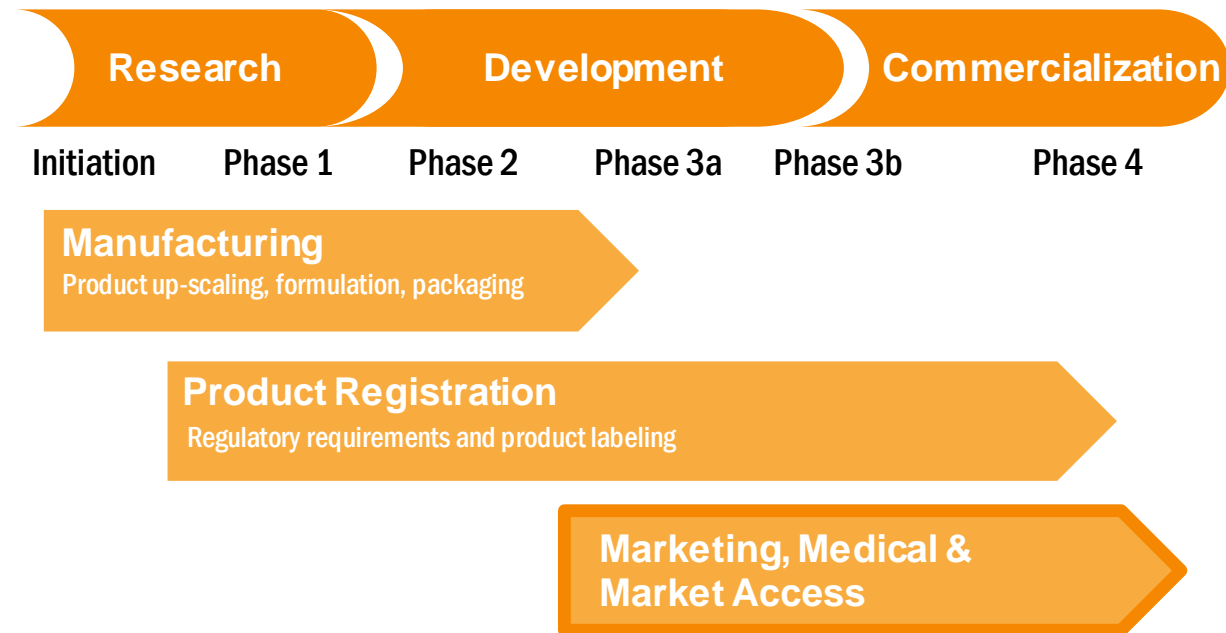 Research Development Commercialization
Initiation Phase 1 Phase 2 Phase 3a Phase 3b Phase 4
Manufacturing
Product up-scaling, formulation, packaging
Product Registration
Regulatory requirements and product labeling
Marketing, Medical &
Market Access